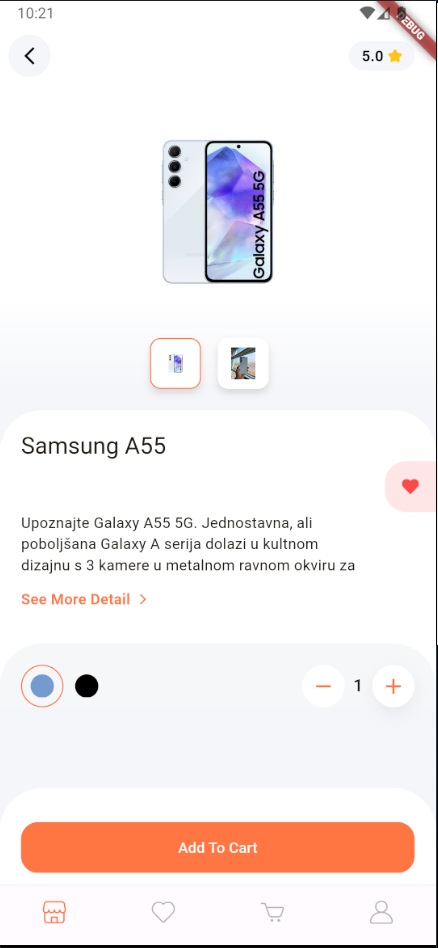 10:21
DEBUG
5.0
Galaxy A55 5G
Samsung A55
Upoznajte Galaxy A55 5G. Jednostavna, ali
poboljšana Galaxy A serija dolazi u kultnom
dizajnu s 3 kamere u metalnom ravnom okviru za
See More Detail
1
Add To Cart